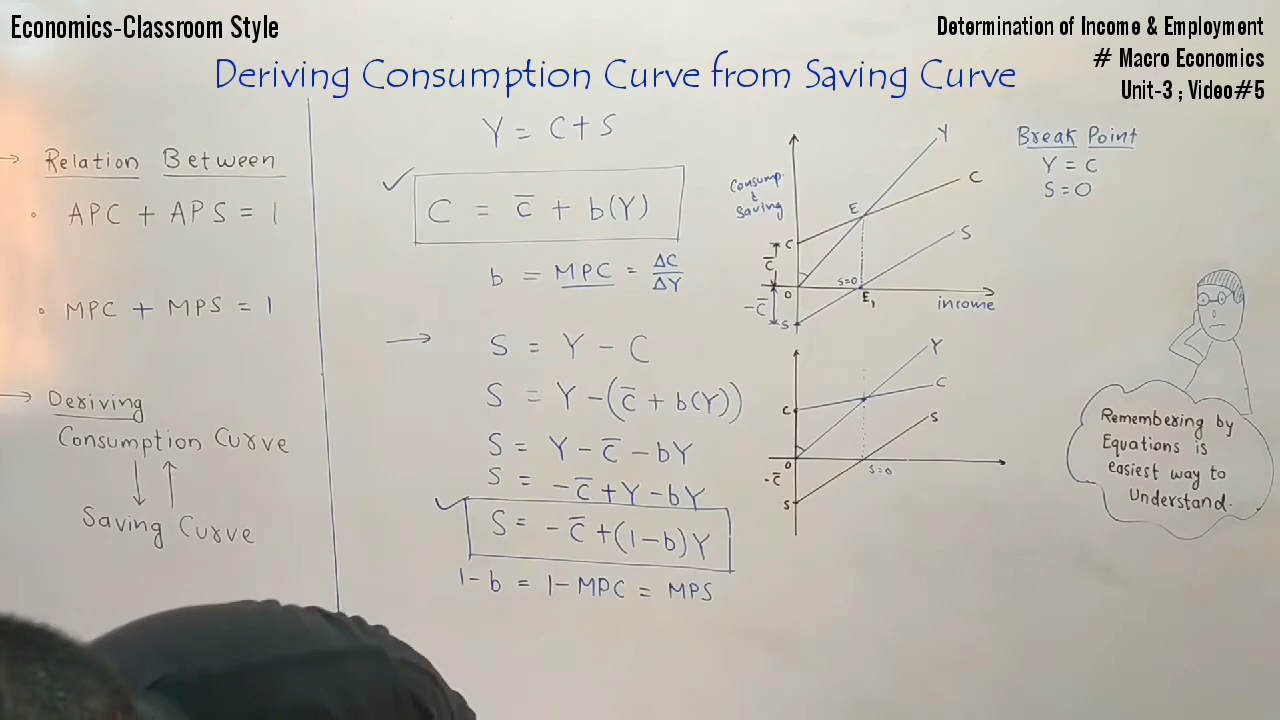 Economics-Classroom Style
Determination of Income & Employment
# Macro Economics
Unit-3 ; Video#5
Deriving Consumption Curve from Saving Curve
→ Relation Between
• APC + APS = 1
• MPC + MPS = 1
→ Deriving
Consumption Curve
↓↑
Saving Curve
Y = C + S
✓ C = c̅ + b(Y)
b = MPC = ΔC/ΔY
→ S = Y - C
S = Y - (c̅ + b(Y))
S = Y - c̅ - bY
S = -c̅ + Y - bY
✓ S = -c̅ + (1-b)Y
1-b = 1-MPC = MPS
Consump.
&
Saving
Y
C
E
S
C
c̅
S=0
O
E₁
income
-c̅
S
Y
C
C
S
O
S=0
-c̅
S
Break Point
Y = C
S = O
Remembering by
Equations is
easiest way to
Understand.